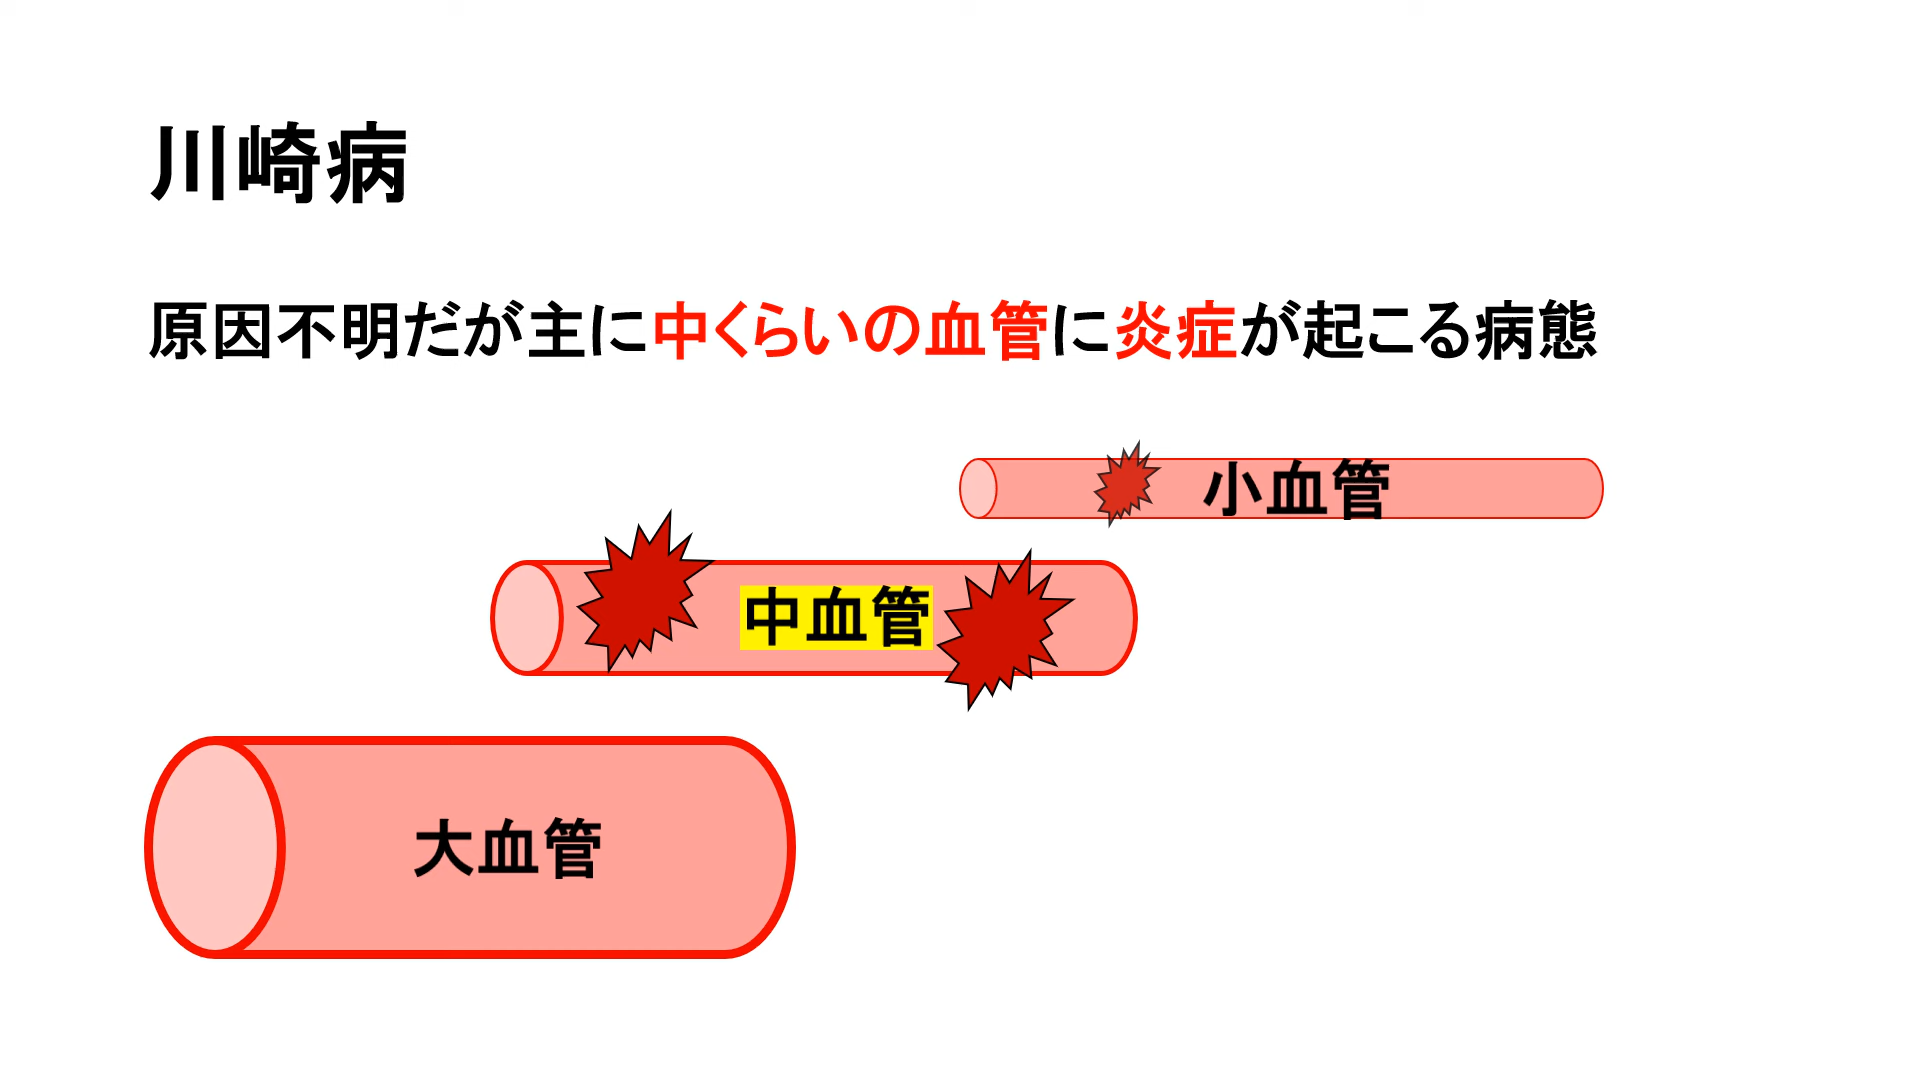 川崎病
原因不明だが主に中くらいの血管に炎症が起こる病態
小血管
中血管
大血管